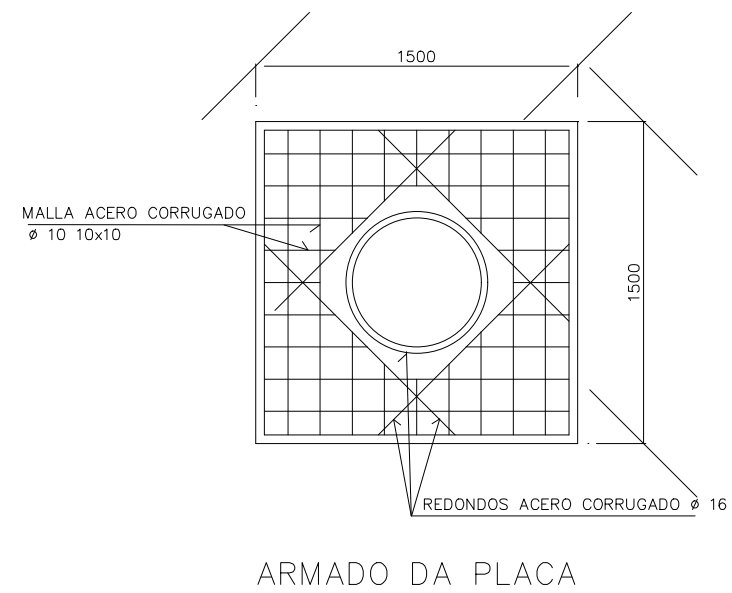 1500
MALLA ACERO CORRUGADO
ø 10 10x10
1500
REDONDOS ACERO CORRUGADO ø 16
ARMADO DA PLACA